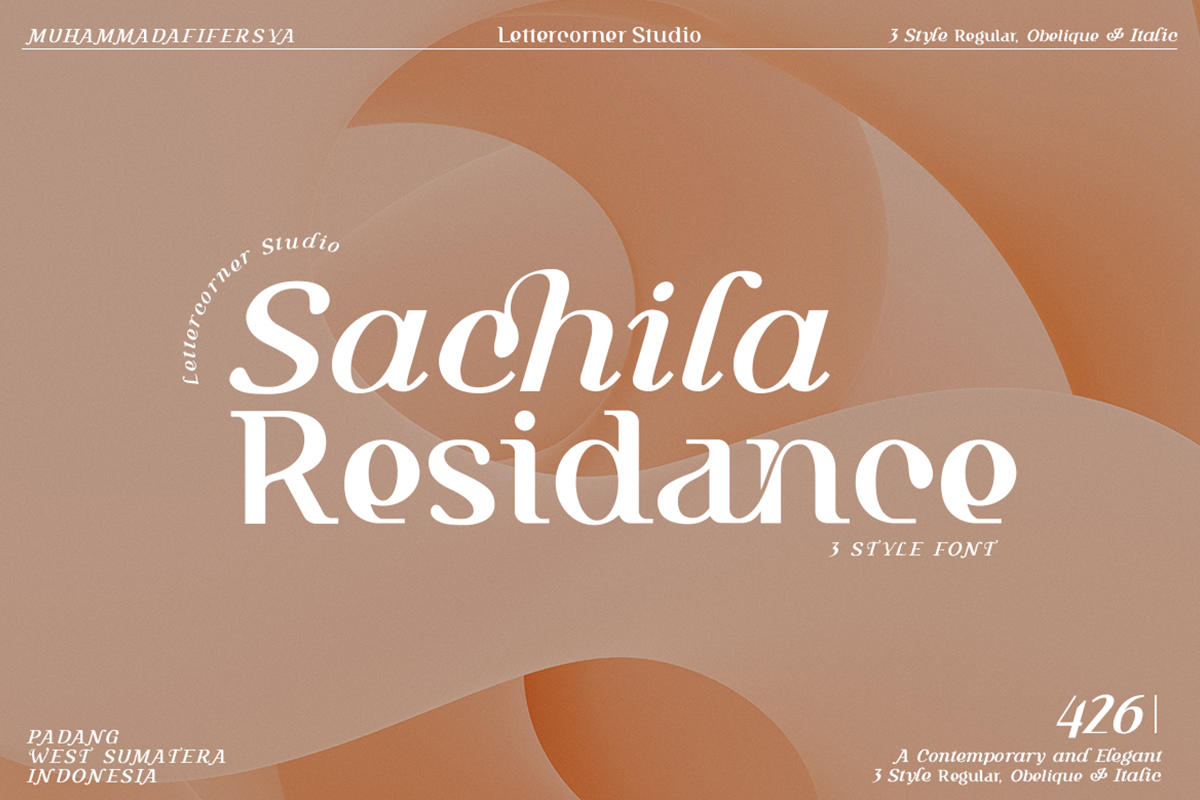 MUHAMMADAFIFERSYA
Lettercorner Studio
3 Style Regular, Obelique & Italic
Lettercorner Studio
Sachila
Residance
3 STYLE FONT
PADANG
WEST SUMATERA
INDONESIA
426
A Contemporary and Elegant
3 Style Regular, Obelique & Italic